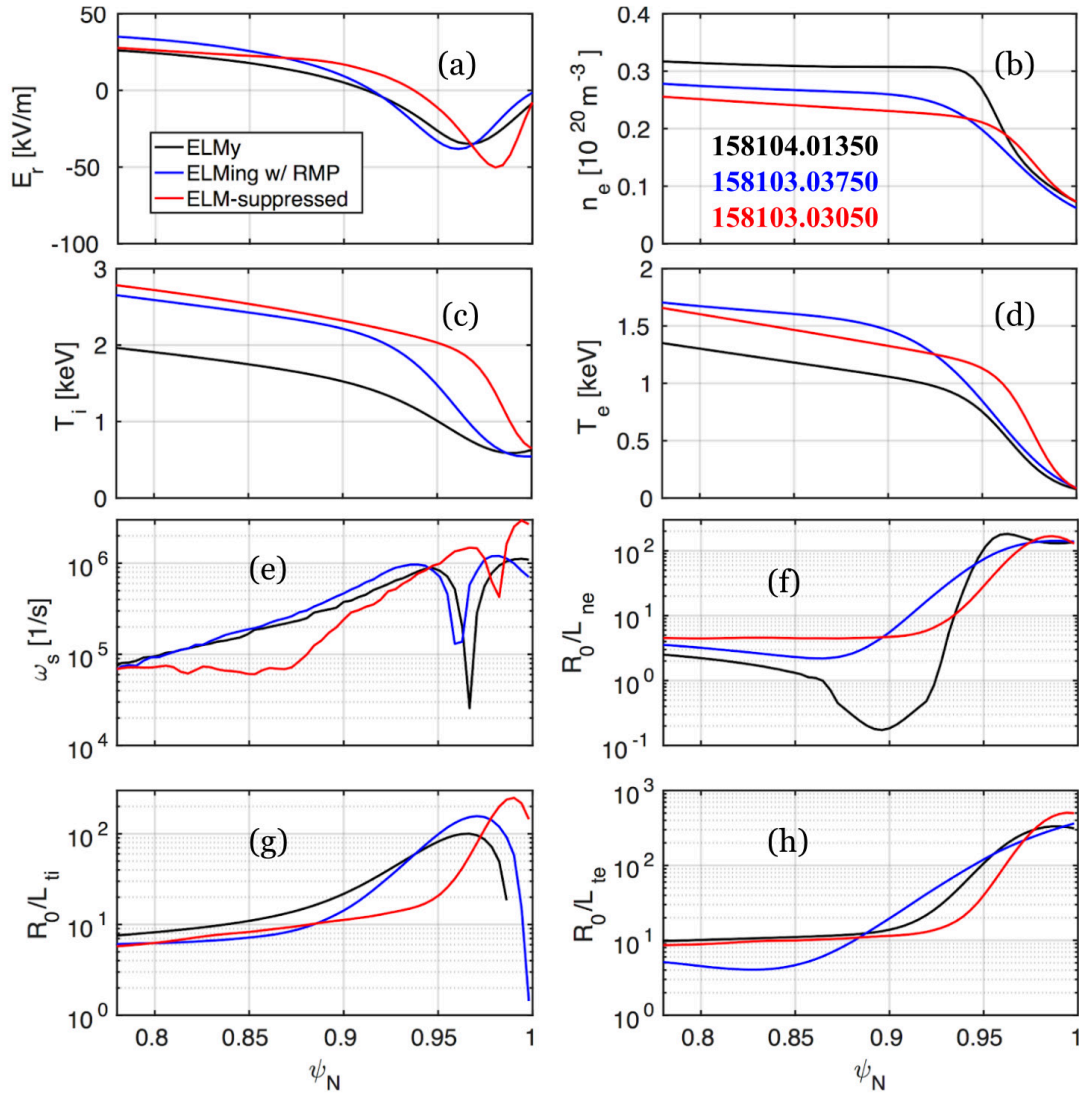 50
0
-50
-100
E_r [kV/m]
(a)
ELMy
ELMing w/ RMP
ELM-suppressed
0.4
0.3
0.2
0.1
0
n_e [10^20 m^-3]
(b)
158104.01350
158103.03750
158103.03050
3
2
1
0
T_i [keV]
(c)
2
1.5
1
0.5
0
T_e [keV]
(d)
10^6
10^5
10^4
ω_s [1/s]
(e)
10^2
10^1
10^0
10^-1
R_0/L_ne
(f)
10^2
10^1
10^0
R_0/L_ti
(g)
0.8 0.85 0.9 0.95 1
ψ_N
10^3
10^2
10^1
10^0
R_0/L_te
(h)
0.8 0.85 0.9 0.95 1
ψ_N